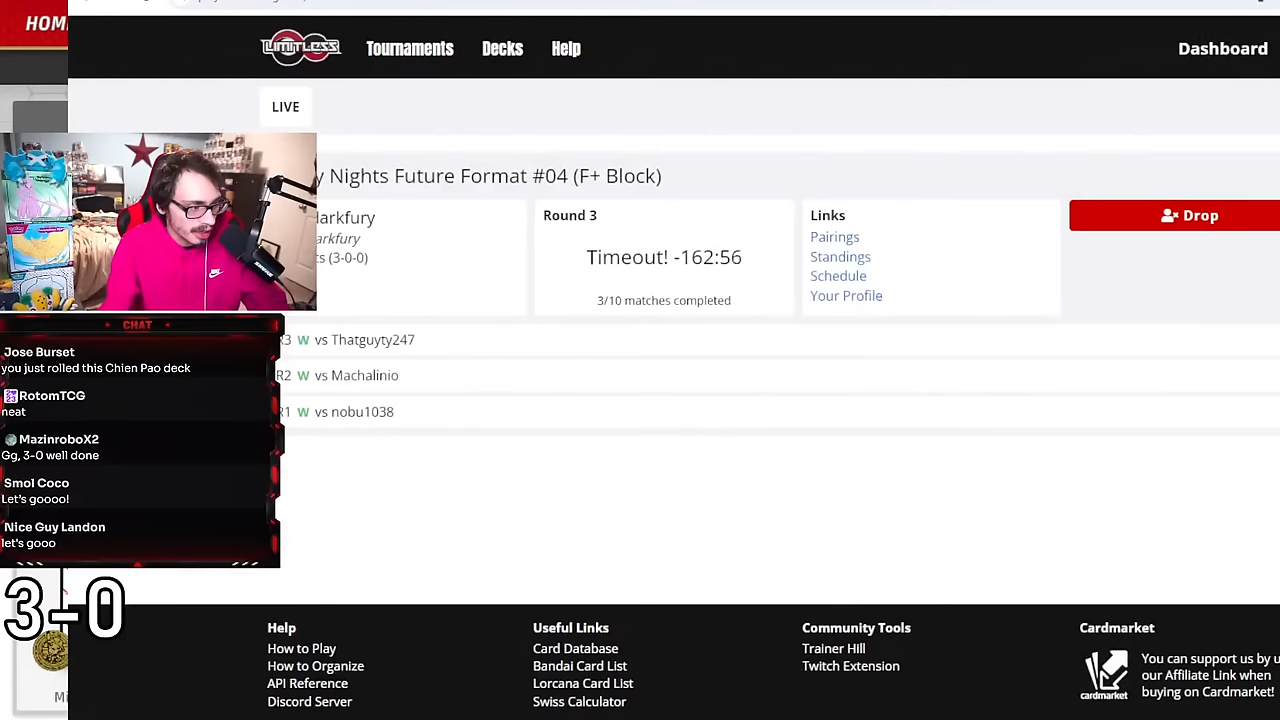 HOM
LIMITLESS Tournaments Decks Help Dashboard
LIVE
y Nights Future Format #04 (F+ Block)
arkfury
arkfury
(3-0-0)
Round 3
Timeout! -162:56
3/10 matches completed
Links
Pairings
Standings
Schedule
Your Profile
Drop
R3 W vs Thatguyty247
R2 W vs Machalinio
R1 W vs nobu1038
CHAT
Jose Burset
you just rolled this Chien Pao deck
RotomTCG
neat
MazinroboX2
Gg, 3-0 well done
Smol Coco
Let's goooo!
Nice Guy Landon
let's gooo
3-0
Mi
Help
How to Play
How to Organize
API Reference
Discord Server
Useful Links
Card Database
Bandai Card List
Lorcana Card List
Swiss Calculator
Community Tools
Trainer Hill
Twitch Extension
Cardmarket
cardmarket
You can support us by u
our Affiliate Link when
buying on Cardmarket!